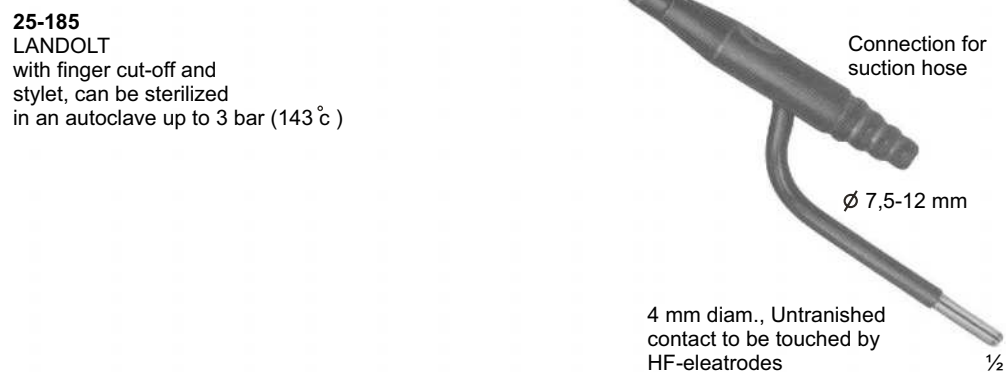 25-185
LANDOLT
with finger cut-off and
stylet, can be sterilized
in an autoclave up to 3 bar (143°c )
Connection for
suction hose
Ø 7,5-12 mm
4 mm diam., Untranished
contact to be touched by
HF-eleatrodes
½